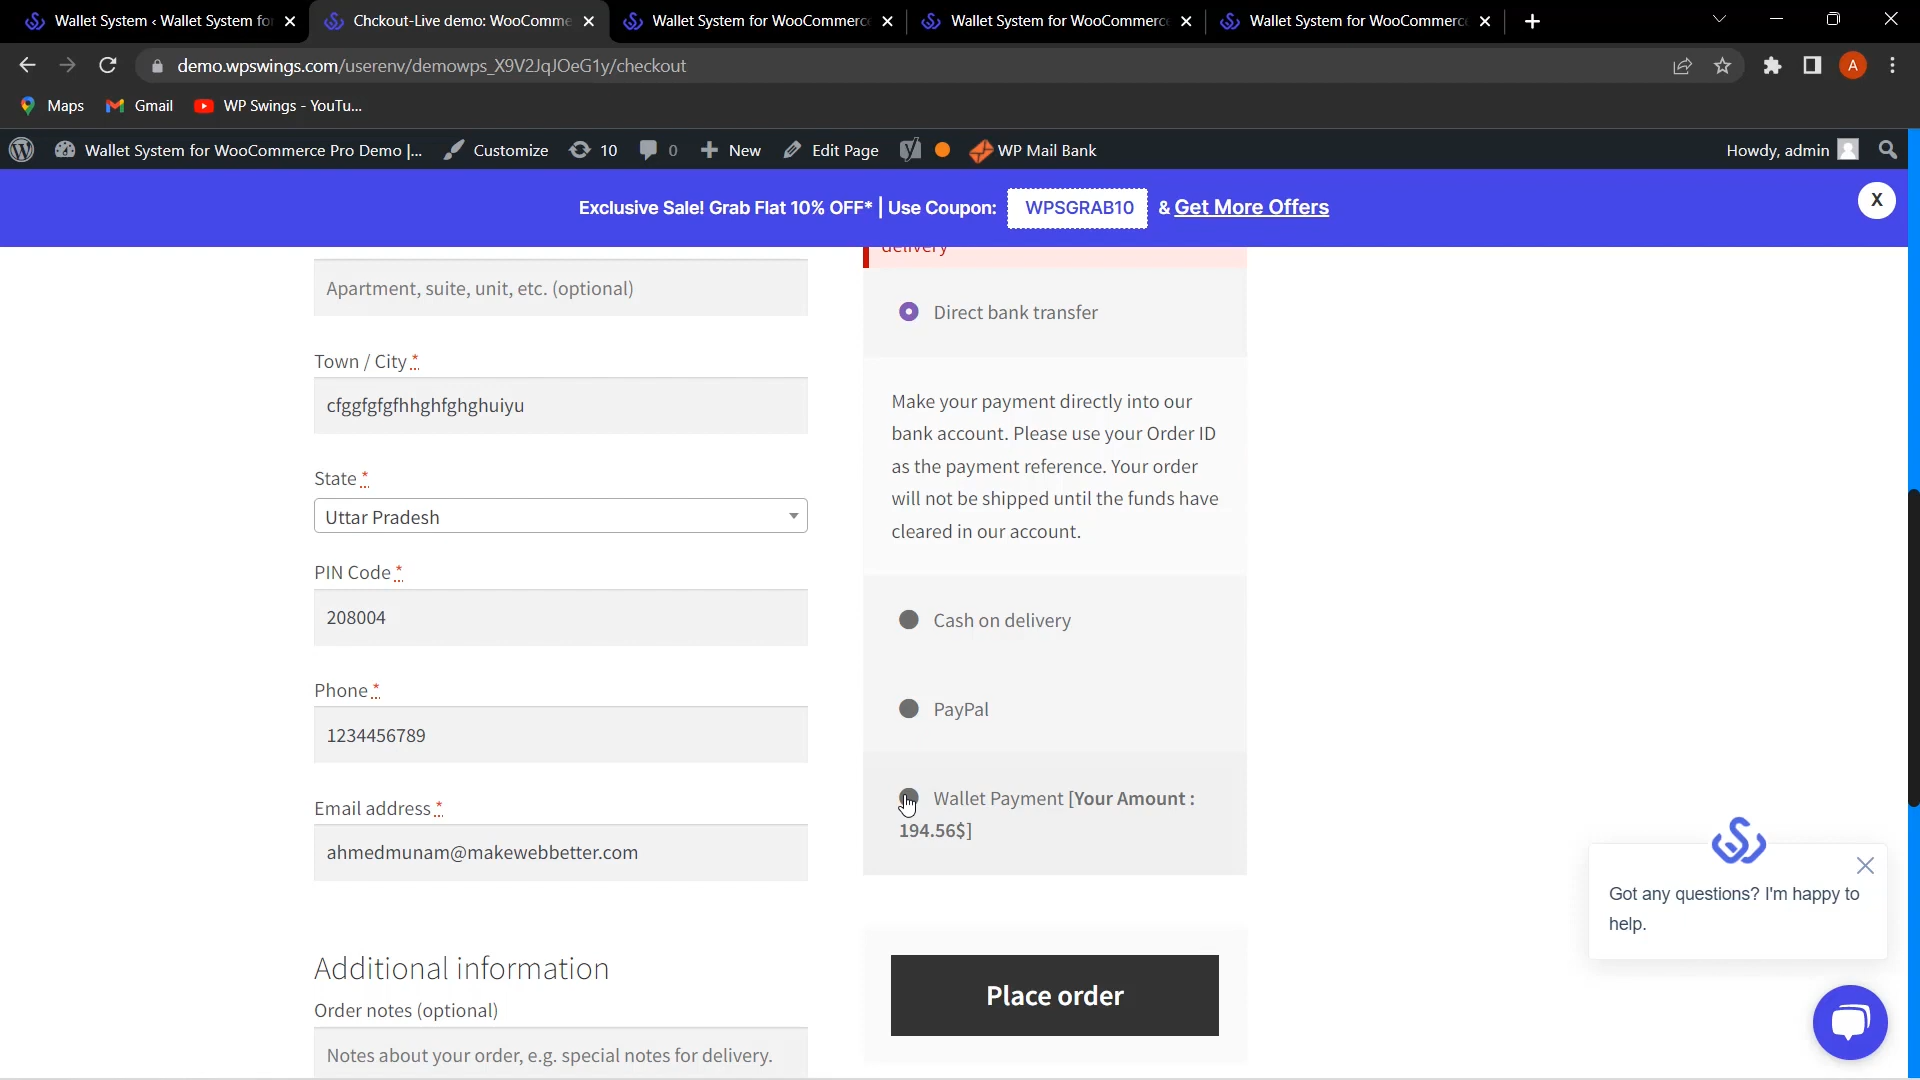 Wallet System ‹ Wallet System fo
Chckout-Live demo: WooComme
Wallet System for WooCommerc
Wallet System for WooCommerc
Wallet System for WooCommerc
demo.wpswings.com/userenv/demowps_X9V2JqJOeG1y/checkout
A
Maps
Gmail
WP Swings - YouTu...
Wallet System for WooCommerce Pro Demo |...
Customize
10
0
New
Edit Page
WP Mail Bank
Howdy, admin
Exclusive Sale! Grab Flat 10% OFF* | Use Coupon: WPSGRAB10 & Get More Offers
X
delivery
Apartment, suite, unit, etc. (optional)
Town / City *
cfggfgfgfhhghfghghuiyu
State *
Uttar Pradesh
PIN Code *
208004
Phone *
1234456789
Email address *
ahmedmunam@makewebbetter.com
Additional information
Order notes (optional)
Notes about your order, e.g. special notes for delivery.
Direct bank transfer
Make your payment directly into our
bank account. Please use your Order ID
as the payment reference. Your order
will not be shipped until the funds have
cleared in our account.
Cash on delivery
PayPal
Wallet Payment [Your Amount :
194.56$]
Place order
Got any questions? I'm happy to
help.